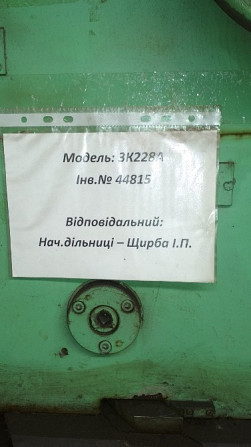 Модель: 3К228А
Інв.№ 44815
Відповідальний:
Нач.дільниці – Щирба І.П.